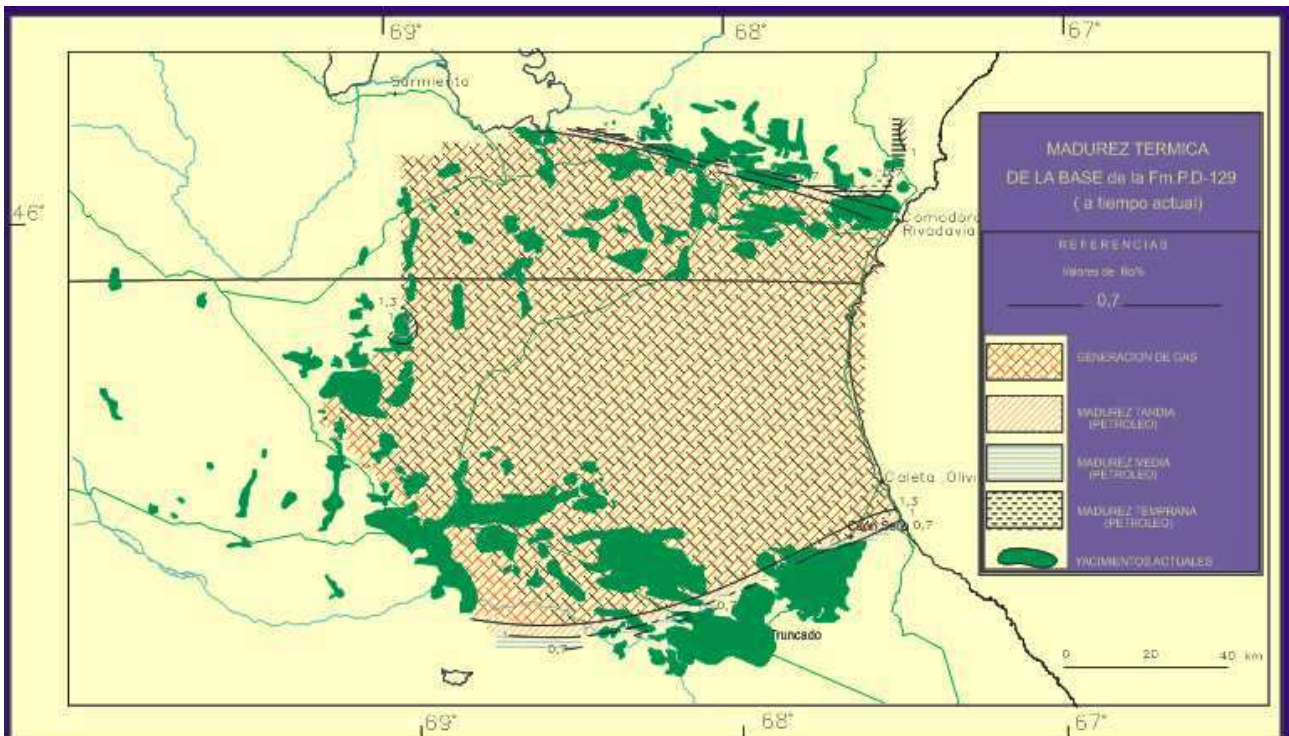 69°
68°
67°
Sarmiento
46°
Comodoro
Rivadavia
1,3
Caleta Olivi
1,3
1
0,7
0,7
Truncado
MADUREZ TERMICA
DE LA BASE de la Fm.P.D-129
( a tiempo actual)
REFERENCIAS
Valores de Ro%
0,7
GENERACION DE GAS
MADUREZ TARDIA
(PETROLEO)
MADUREZ MEDIA
(PETROLEO)
MADUREZ TEMPRANA
(PETROLEO)
YACIMIENTOS ACTUALES
0 20 40 km
69°
68°
67°